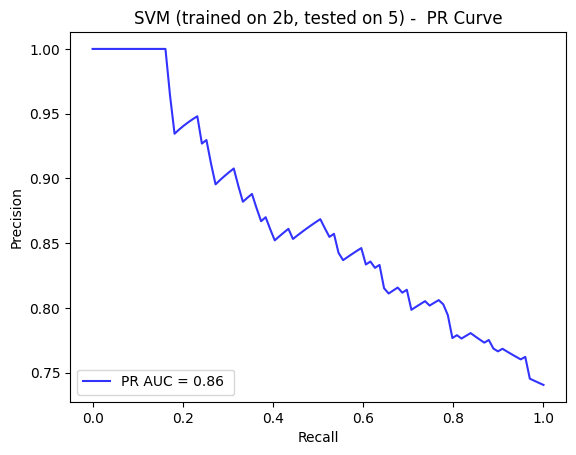 SVM (trained on 2b, tested on 5) -  PR Curve
1.00
0.95
0.90
0.85
0.80
0.75
Precision
PR AUC = 0.86
0.0 0.2 0.4 0.6 0.8 1.0
Recall